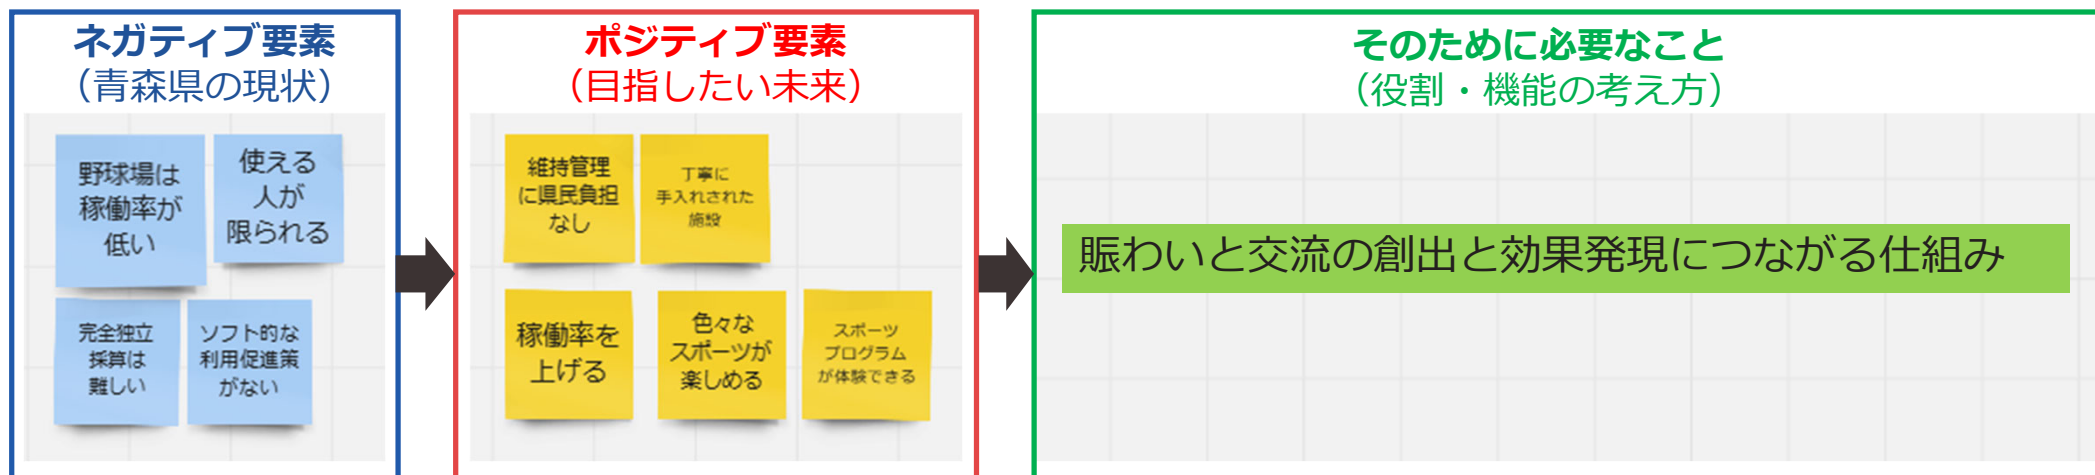 ネガティブ要素
（青森県の現状）
野球場は
稼働率が
低い
使える
人が
限られる
完全独立
採算は
難しい
ソフト的な
利用促進策
がない
ポジティブ要素
（目指したい未来）
維持管理
に県民負担
なし
丁寧に
手入れされた
施設
稼働率を
上げる
色々な
スポーツが
楽しめる
スポーツ
プログラム
が体験できる
そのために必要なこと
（役割・機能の考え方）
賑わいと交流の創出と効果発現につながる仕組み